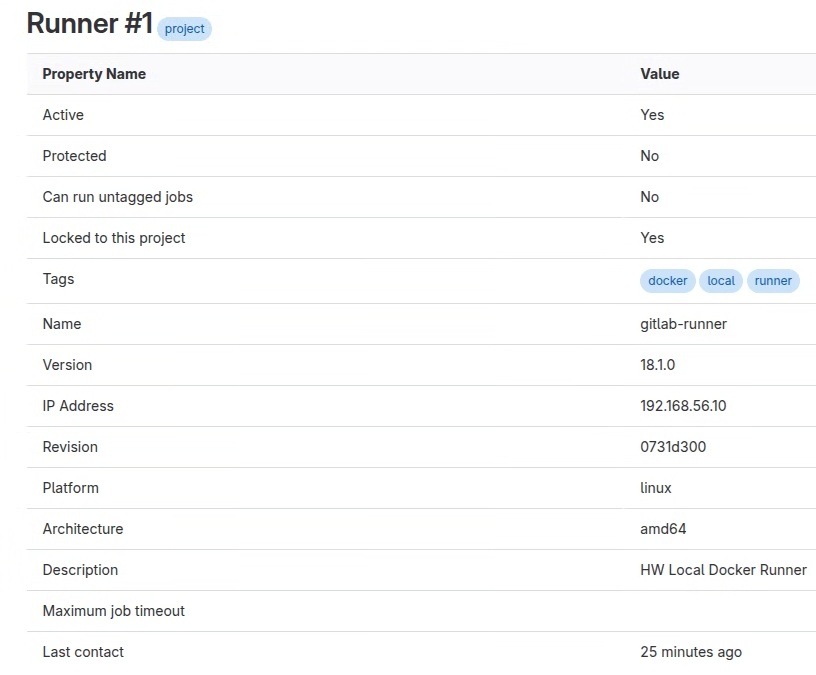 Runner #1 project
Property Name Value
Active Yes
Protected No
Can run untagged jobs No
Locked to this project Yes
Tags docker local runner
Name gitlab-runner
Version 18.1.0
IP Address 192.168.56.10
Revision 0731d300
Platform linux
Architecture amd64
Description HW Local Docker Runner
Maximum job timeout
Last contact 25 minutes ago